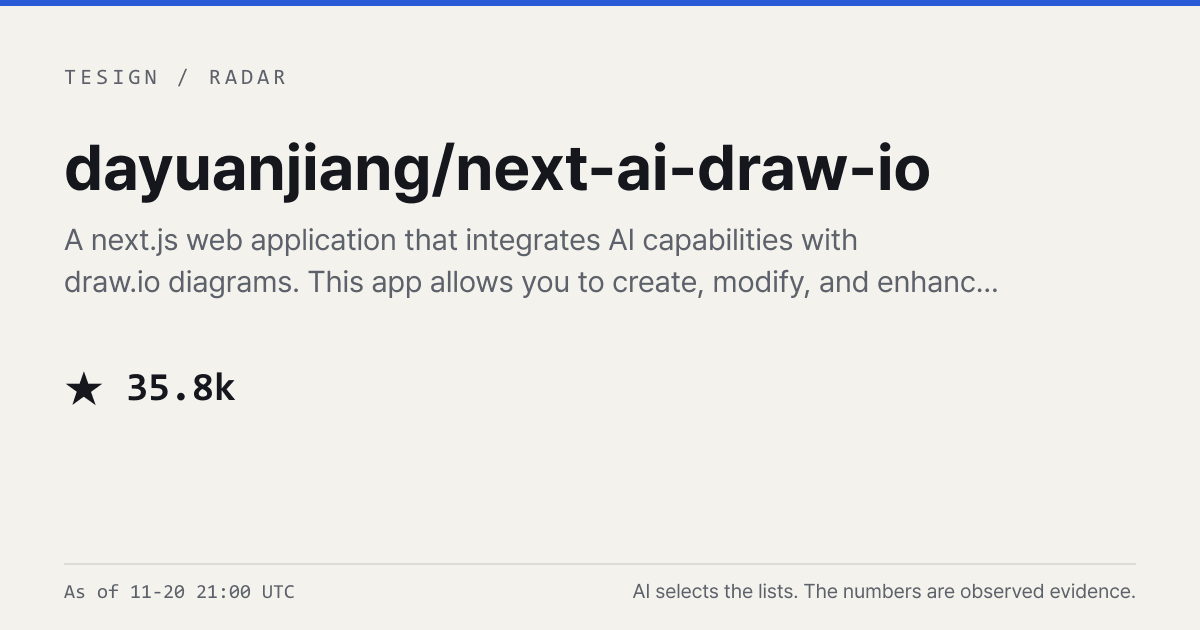 TESIGN / RADAR
dayuanjiang/next-ai-draw-io
A next.js web application that integrates AI capabilities with
draw.io diagrams. This app allows you to create, modify, and enhanc...
★ 35.8k
As of 11-20 21:00 UTC
AI selects the lists. The numbers are observed evidence.